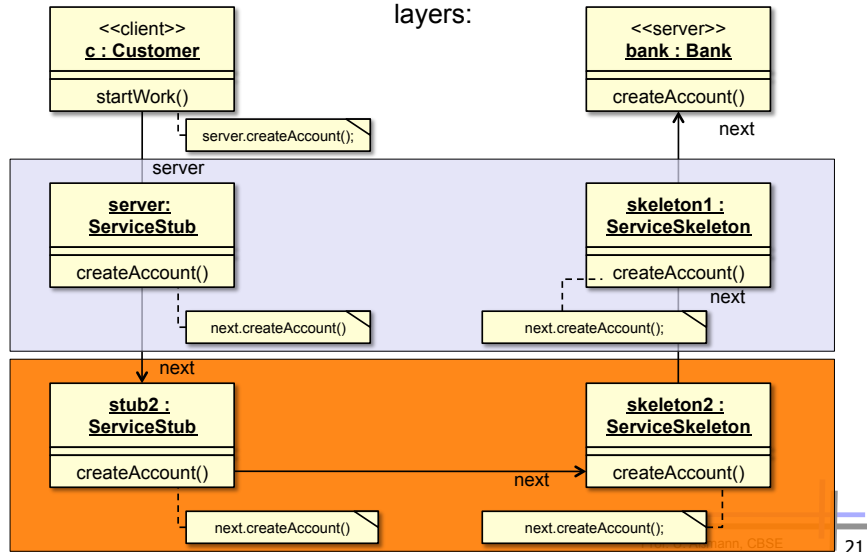 layers:
<<client>>
c : Customer
startWork()
server.createAccount();
<<server>>
bank : Bank
createAccount()
next
server
server:
ServiceStub
createAccount()
next.createAccount()
skeleton1 :
ServiceSkeleton
createAccount()
next
next.createAccount();
next
stub2 :
ServiceStub
createAccount()
next
next.createAccount()
skeleton2 :
ServiceSkeleton
createAccount()
next.createAccount();
CBSE
21